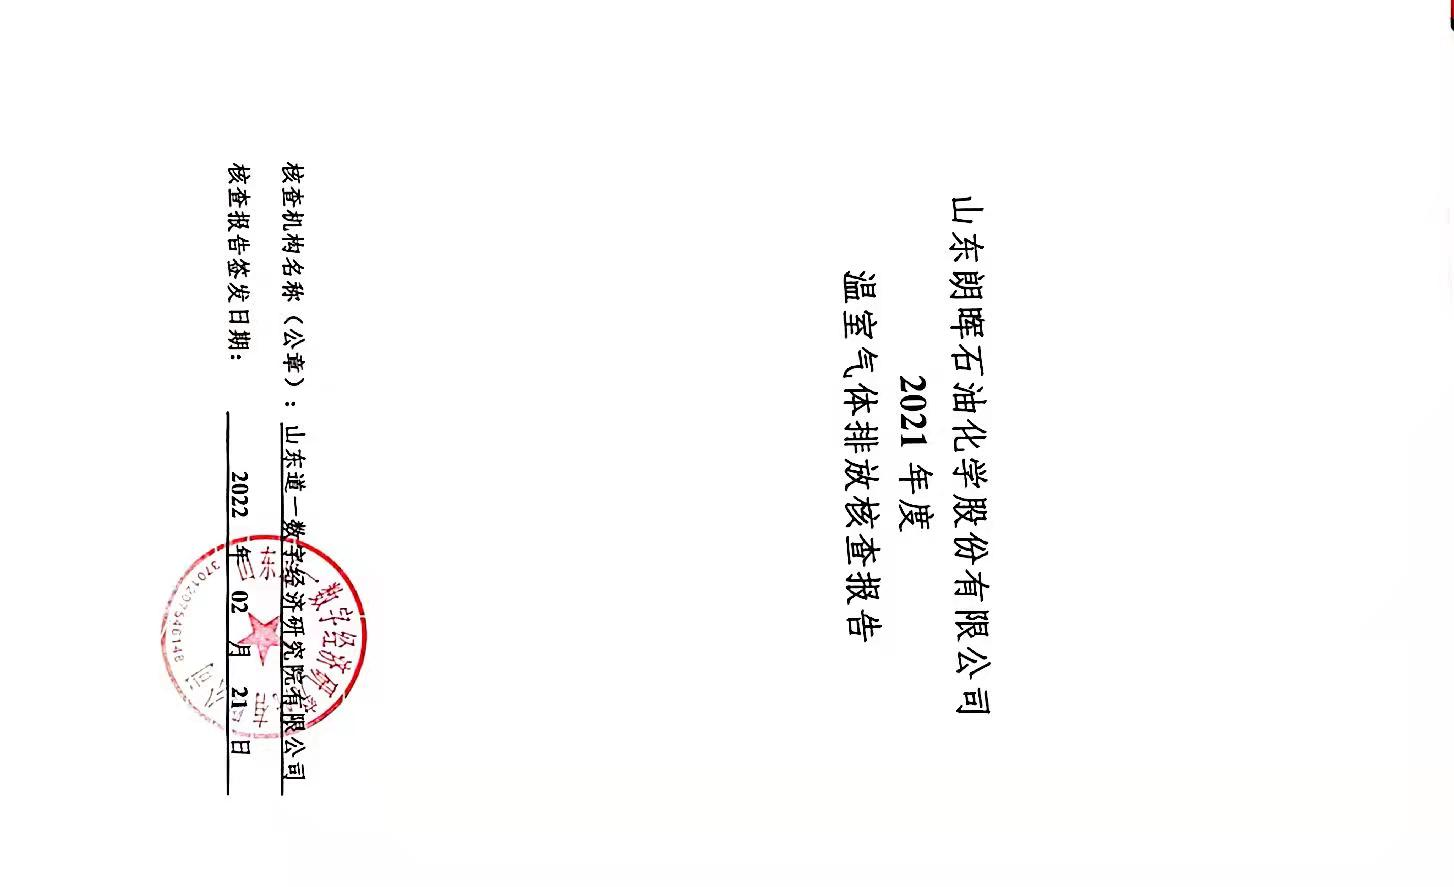 山东朗晖石油化学股份有限公司
2021 年度
温室气体排放核查报告
核查机构名称（公章）: 山东道一数字经济研究院有限公司
核查报告签发日期: 2022 年 02 月 21 日
3701207546148